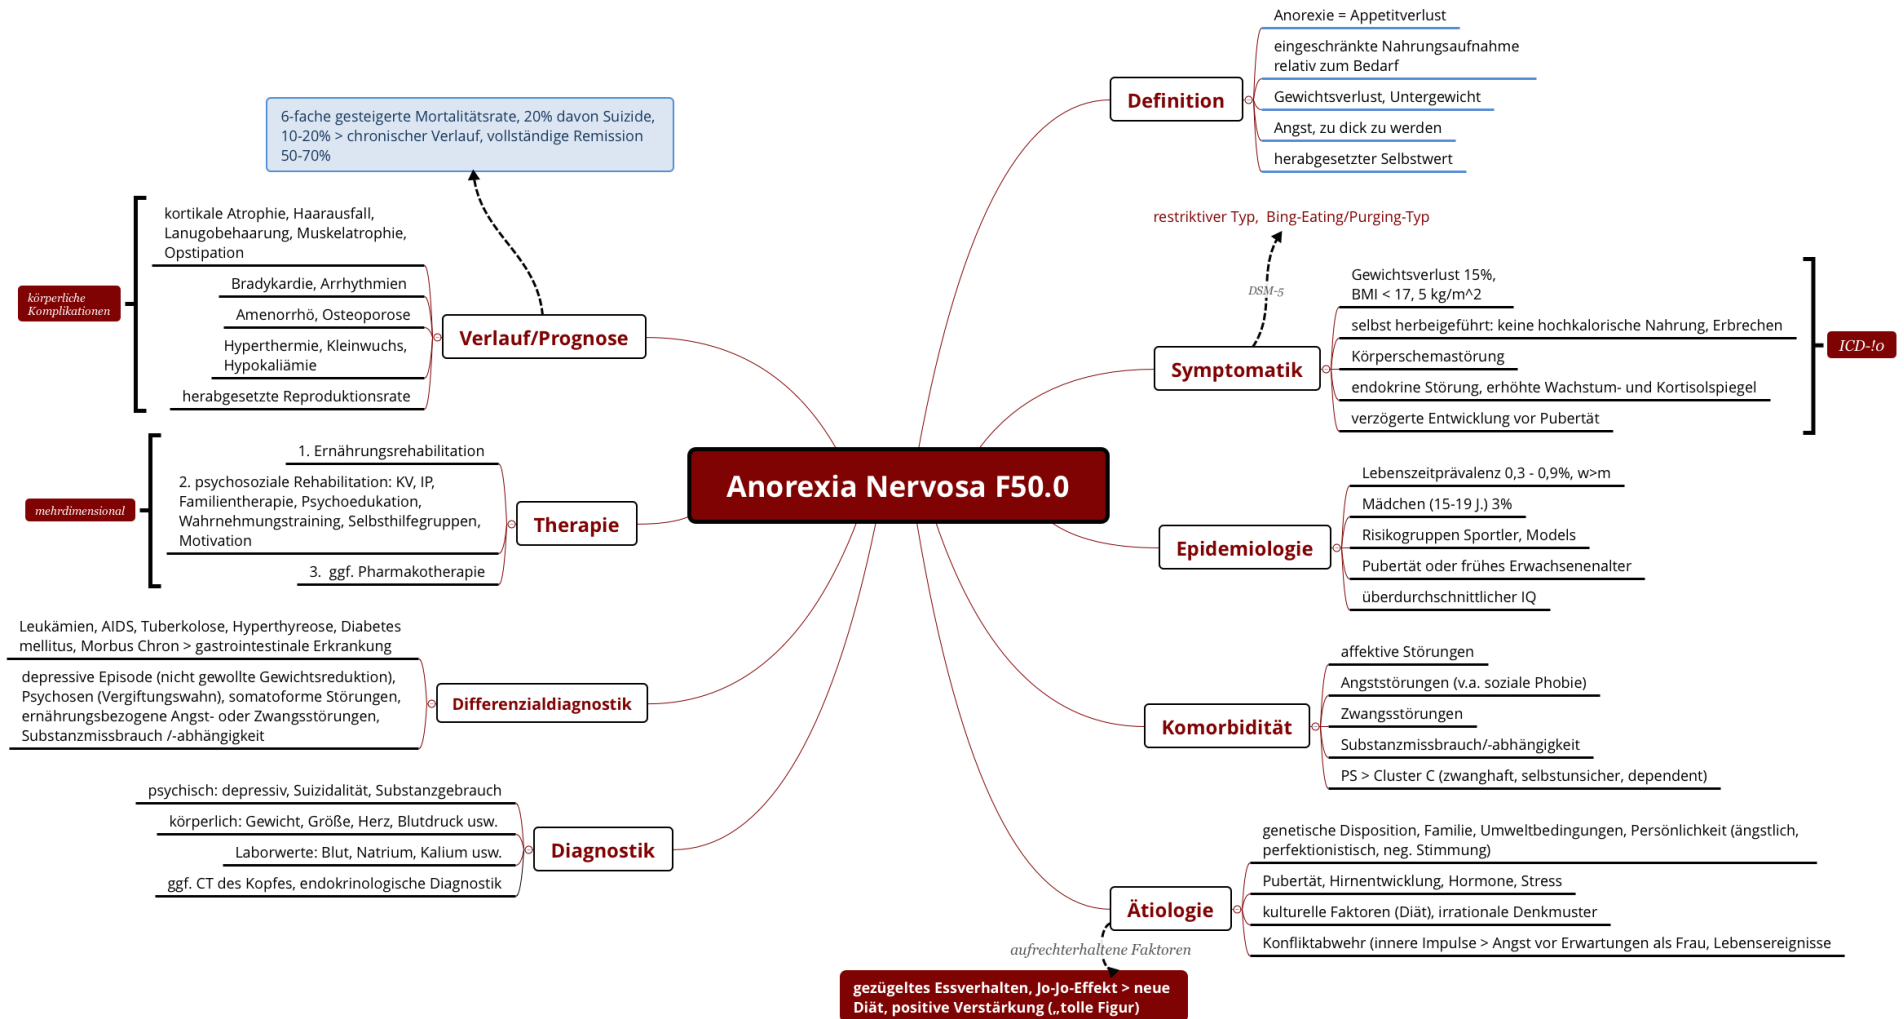 Anorexia Nervosa F50.0
Definition
Anorexie = Appetitverlust
eingeschränkte Nahrungsaufnahme
relativ zum Bedarf
Gewichtsverlust, Untergewicht
Angst, zu dick zu werden
herabgesetzter Selbstwert
restriktiver Typ,  Bing-Eating/Purging-Typ
DSM-5
Symptomatik
Gewichtsverlust 15%,
BMI < 17, 5 kg/m^2
selbst herbeigeführt: keine hochkalorische Nahrung, Erbrechen
Körperschemastörung
endokrine Störung, erhöhte Wachstum- und Kortisolspiegel
verzögerte Entwicklung vor Pubertät
ICD-!0
Epidemiologie
Lebenszeitprävalenz 0,3 - 0,9%, w>m
Mädchen (15-19 J.) 3%
Risikogruppen Sportler, Models
Pubertät oder frühes Erwachsenenalter
überdurchschnittlicher IQ
Komorbidität
affektive Störungen
Angststörungen (v.a. soziale Phobie)
Zwangsstörungen
Substanzmissbrauch/-abhängigkeit
PS > Cluster C (zwanghaft, selbstunsicher, dependent)
Ätiologie
genetische Disposition, Familie, Umweltbedingungen, Persönlichkeit (ängstlich,
perfektionistisch, neg. Stimmung)
Pubertät, Hirnentwicklung, Hormone, Stress
kulturelle Faktoren (Diät), irrationale Denkmuster
Konfliktabwehr (innere Impulse > Angst vor Erwartungen als Frau, Lebensereignisse
aufrechterhaltene Faktoren
gezügeltes Essverhalten, Jo-Jo-Effekt > neue
Diät, positive Verstärkung („tolle Figur)
6-fache gesteigerte Mortalitätsrate, 20% davon Suizide,
10-20% > chronischer Verlauf, vollständige Remission
50-70%
Verlauf/Prognose
kortikale Atrophie, Haarausfall,
Lanugobehaarung, Muskelatrophie,
Opstipation
Bradykardie, Arrhythmien
Amenorrhö, Osteoporose
Hyperthermie, Kleinwuchs,
Hypokaliämie
herabgesetzte Reproduktionsrate
körperliche
Komplikationen
Therapie
1. Ernährungsrehabilitation
2. psychosoziale Rehabilitation: KV, IP,
Familientherapie, Psychoedukation,
Wahrnehmungstraining, Selbsthilfegruppen,
Motivation
3.  ggf. Pharmakotherapie
mehrdimensional
Differenzialdiagnostik
Leukämien, AIDS, Tuberkolose, Hyperthyreose, Diabetes
mellitus, Morbus Chron > gastrointestinale Erkrankung
depressive Episode (nicht gewollte Gewichtsreduktion),
Psychosen (Vergiftungswahn), somatoforme Störungen,
ernährungsbezogene Angst- oder Zwangsstörungen,
Substanzmissbrauch /-abhängigkeit
Diagnostik
psychisch: depressiv, Suizidalität, Substanzgebrauch
körperlich: Gewicht, Größe, Herz, Blutdruck usw.
Laborwerte: Blut, Natrium, Kalium usw.
ggf. CT des Kopfes, endokrinologische Diagnostik